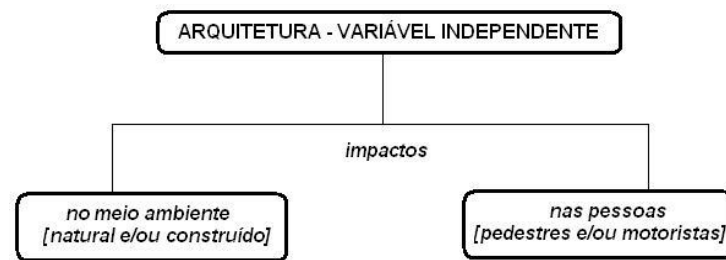 ARQUITETURA - VARIÁVEL INDEPENDENTE
impactos
no meio ambiente
[natural e/ou construído]
nas pessoas
[pedestres e/ou motoristas]